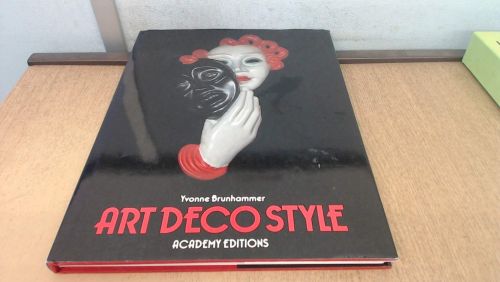 Yvonne Brunhammer
ART DECO STYLE
ACADEMY EDITIONS